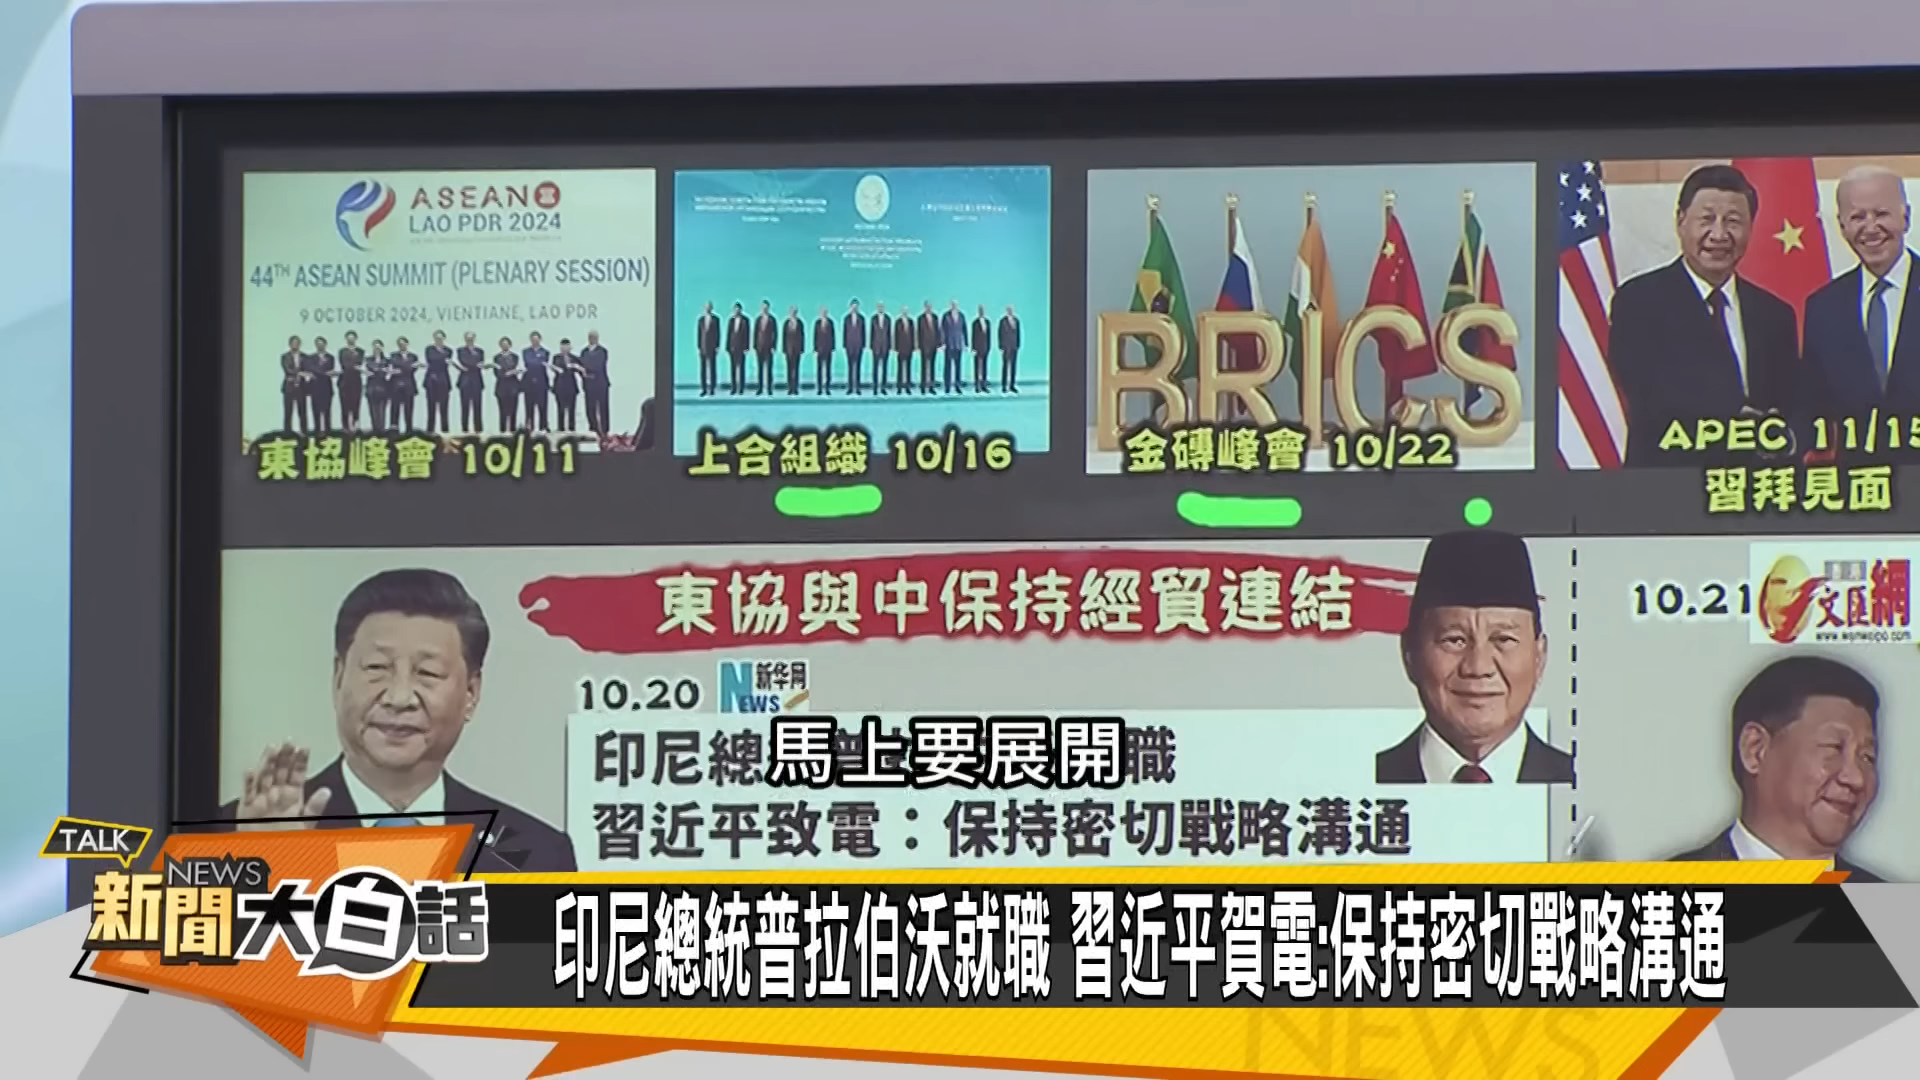 ASEAN
LAO PDR 2024
44TH ASEAN SUMMIT (PLENARY SESSION)
9 OCTOBER 2024, VIENTIANE, LAO PDR
東協峰會 10/11
上合組織 10/16
BRICS
金磚峰會 10/22
APEC 11/15
習拜見面
東協與中保持經貿連結
10.20
NEWS 新华网
印尼總
職
馬上要展開
習近平致電：保持密切戰略溝通
10.21
文匯網
TALK
NEWS
新聞大白話
印尼總統普拉伯沃就職 習近平賀電:保持密切戰略溝通
NEWS